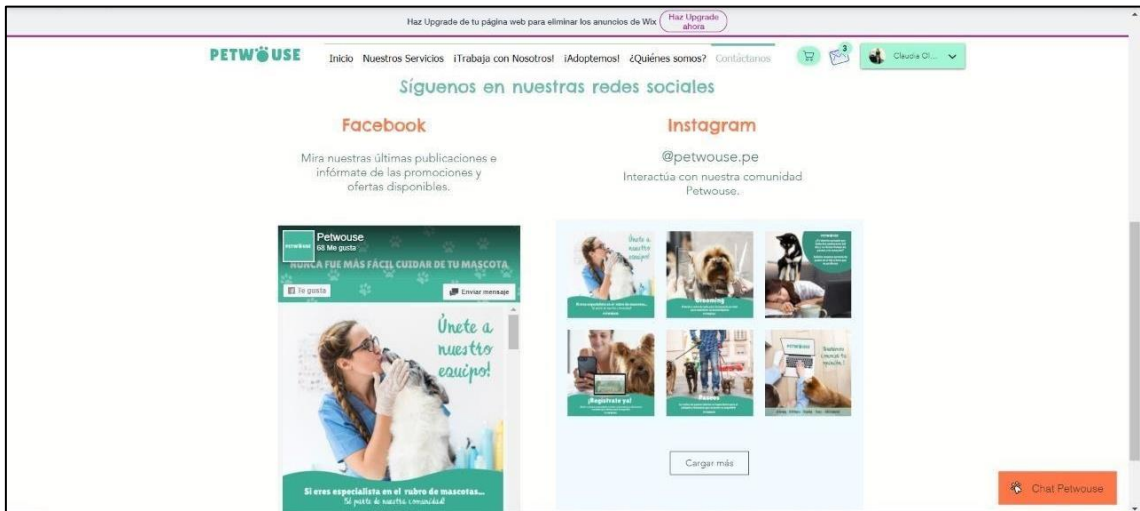 Haz Upgrade de tu página web para eliminar los anuncios de Wix
Haz Upgrade
ahora
PETWÖUSE
Inicio Nuestros Servicios ¡Trabaja con Nosotros! ¡Adoptemos! ¿Quiénes somos? Contáctanos
3
Claudia Cl...
Síguenos en nuestras redes sociales
Facebook
Mira nuestras últimas publicaciones e
infórmate de las promociones y
ofertas disponibles.
Instagram
@petwouse.pe
Interactúa con nuestra comunidad
Petwouse.
Petwouse
68 Me gusta
NUNCA FUE MÁS FÁCIL CUIDAR DE TU MASCOTA
Te gusta
Enviar mensaje
Únete a
nuestro
equipo!
Si eres especialista en el rubro de mascotas...
Sé parte de nuestra comunidad!
Únete a
nuestro
equipo!
Grooming
¡Regístrate ya!
Paseos
PETWÖUSE
Cargar más
Chat Petwouse